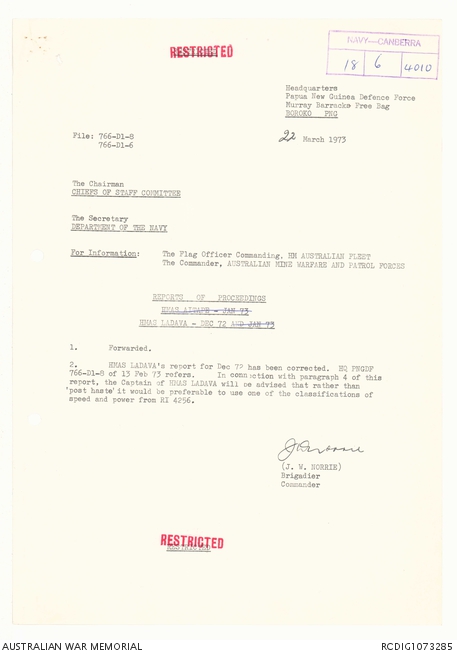 RESTRICTED
NAVY—CANBERRA
18 6 4010
Headquarters
Papua New Guinea Defence Force
Murray Barracks Free Bag
BOROKO PNG
File: 766-D1-8
766-D1-6
22 March 1973
The Chairman
CHIEFS OF STAFF COMMITTEE
The Secretary
DEPARTMENT OF THE NAVY
For Information: The Flag Officer Commanding, HM AUSTRALIAN FLEET
The Commander, AUSTRALIAN MINE WARFARE AND PATROL FORCES
REPORTS OF PROCEEDINGS
HMAS - JAN 73
HMAS LADAVA - DEC 72 AND JAN 73
1. Forwarded.
2. HMAS LADAVA's report for Dec 72 has been corrected. HQ PNGDF
766-D1-8 of 13 Feb 73 refers. In connection with paragraph 4 of this
report, the Captain of HMAS LADAVA will be advised that rather than
'post haste' it would be preferable to use one of the classifications of
speed and power from RI 4256.
J W Norrie
(J. W. NORRIE)
Brigadier
Commander
RESTRICTED
RESTRICTED
AUSTRALIAN WAR MEMORIAL
RCDIG1073285